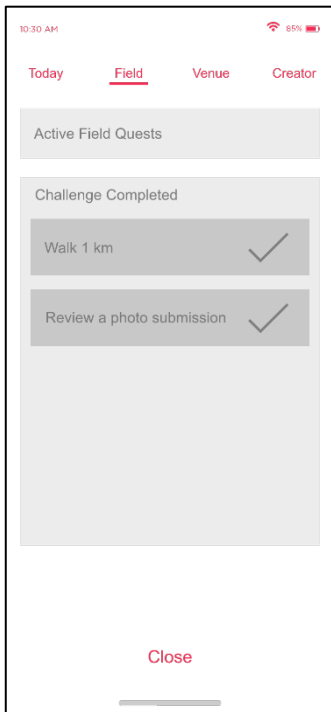 10:30 AM 85%
Today Field Venue Creator
Active Field Quests
Challenge Completed
Walk 1 km
Review a photo submission
Close